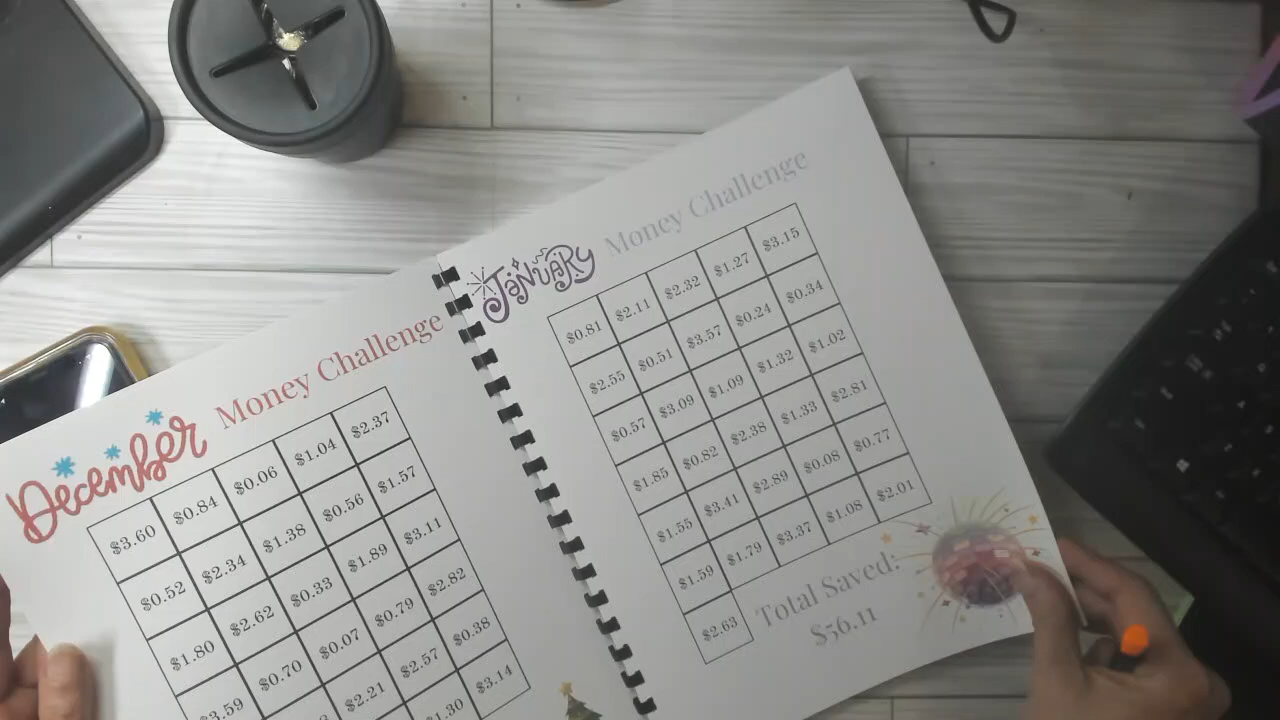 December Money Challenge
$3.60 $0.84 $0.06 $1.04 $2.37
$0.52 $2.34 $1.38 $0.56 $1.57
$1.80 $2.62 $0.33 $1.89 $3.11
$3.59 $0.70 $0.07 $0.79 $2.82
$2.21 $2.57 $0.38
1.30 $3.14
January Money Challenge
$0.81 $2.11 $2.32 $1.27 $3.15
$2.55 $0.51 $3.57 $0.24 $0.34
$0.57 $3.09 $1.09 $1.32 $1.02
$1.85 $0.82 $2.38 $1.33 $2.81
$1.55 $3.41 $2.89 $0.08 $0.77
$1.59 $1.79 $3.37 $1.08 $2.01
$2.63
Total Saved:
$56.11